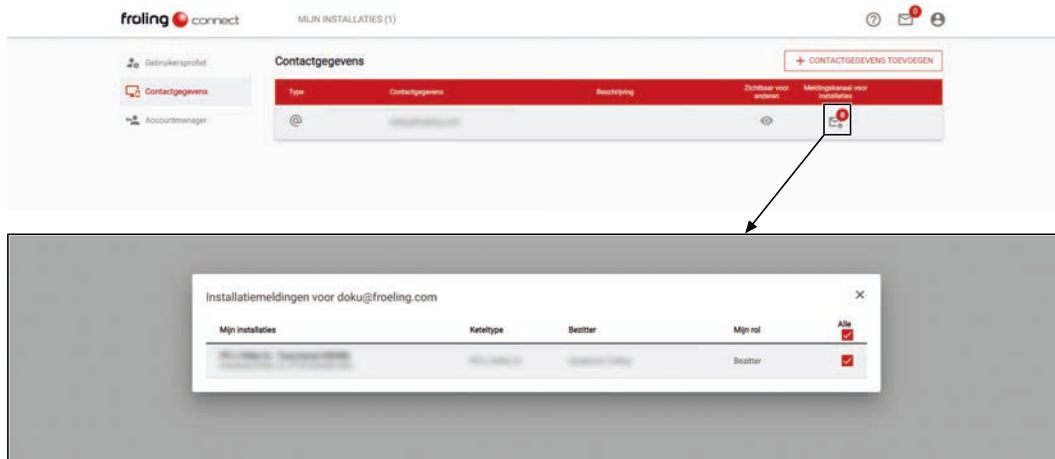 froling connect
MIJN INSTALLATIES (1)
0
Gebruikersprofiel
Contactgegevens
Accountmanager
Contactgegevens
+ CONTACTGEGEVENS TOEVOEGEN
Type
Contactgegevens
Beschrijving
Zichtbaar voor
anderen
Meldingskanaal voor
installaties
@
0
Installatiemeldingen voor doku@froeling.com
Mijn installaties
Keteltype
Bezitter
Mijn rol
Alle
Bezitter